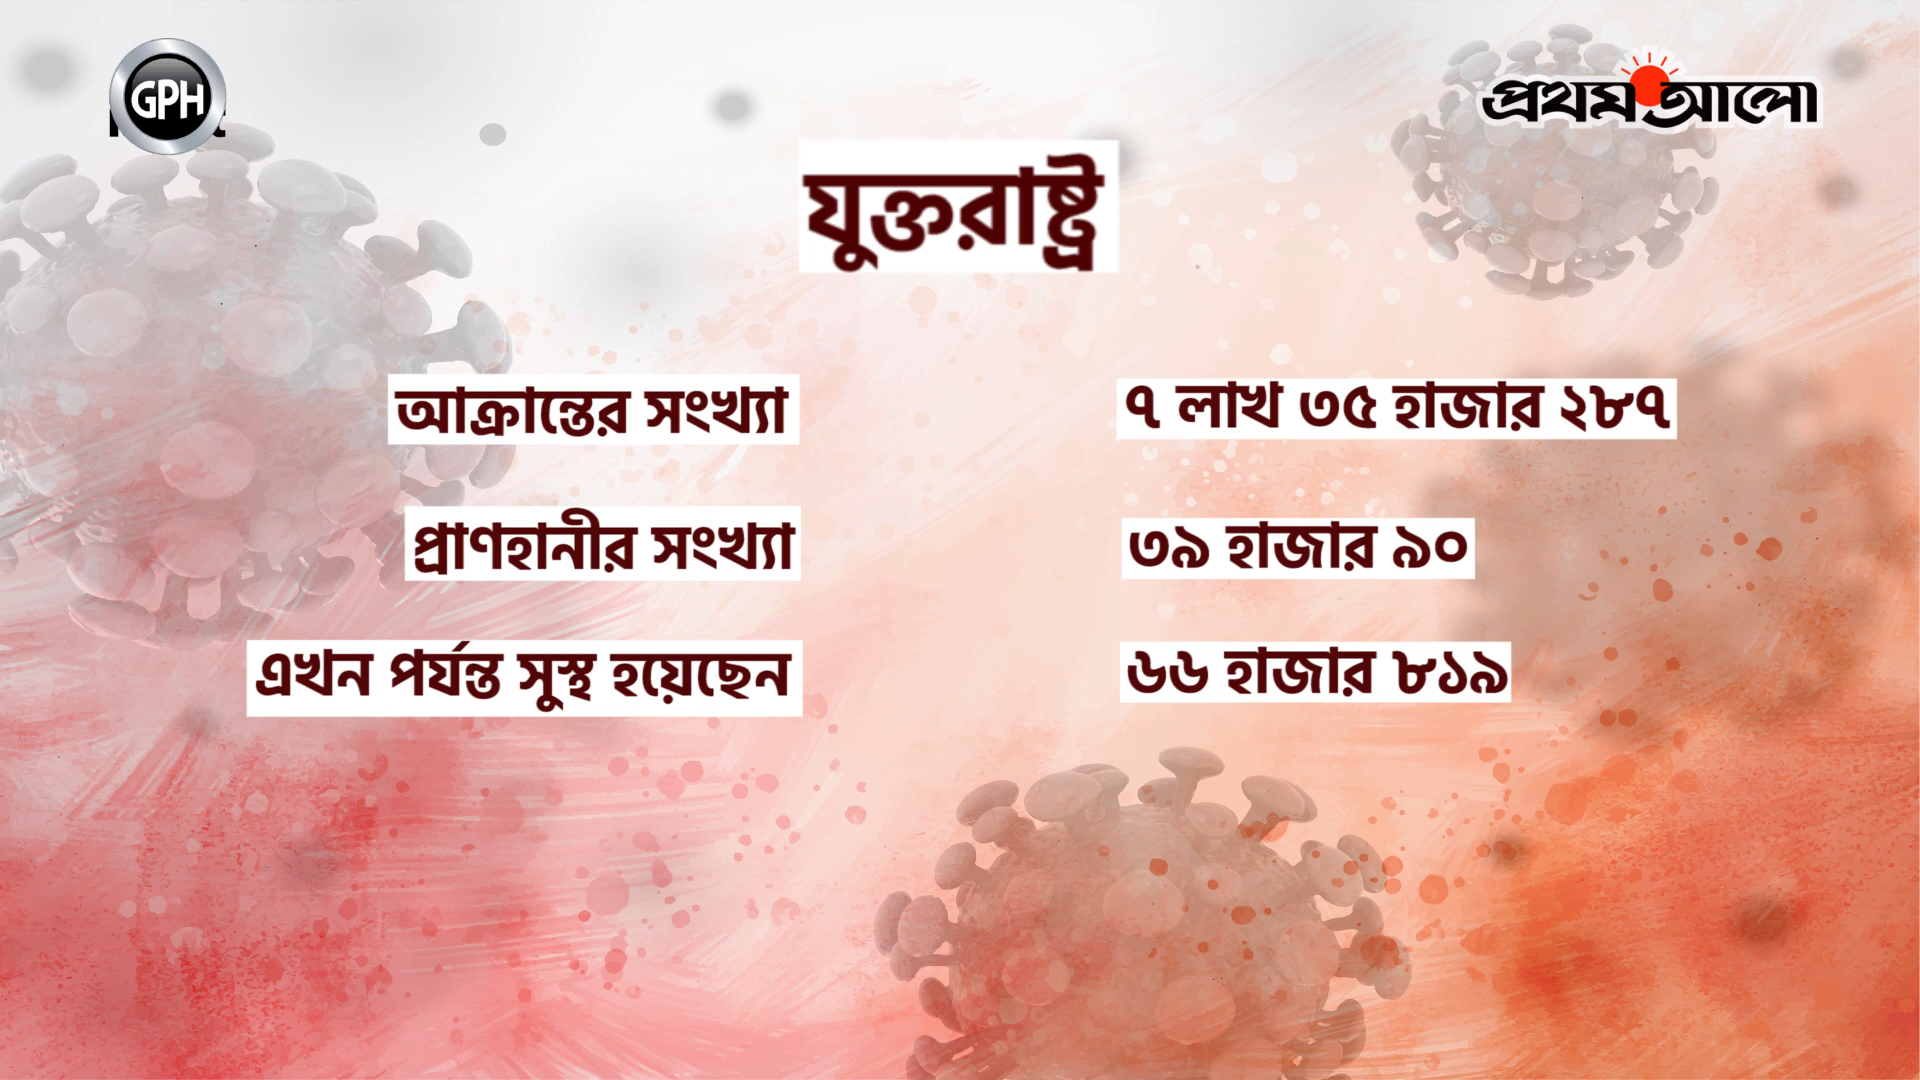 GPH
প্রথম আলো
যুক্তরাষ্ট্র
আক্রান্তের সংখ্যা ৭ লাখ ৩৫ হাজার ২৮৭
প্রাণহানীর সংখ্যা ৩৯ হাজার ৯০
এখন পর্যন্ত সুস্থ হয়েছেন ৬৬ হাজার ৮১৯